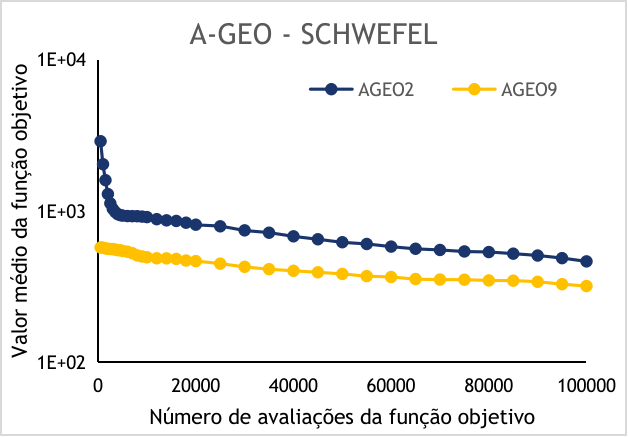 A-GEO - SCHWEFEL
1E+04
AGEO2
AGEO9
Valor médio da função objetivo
1E+03
1E+02
0 20000 40000 60000 80000 100000
Número de avaliações da função objetivo